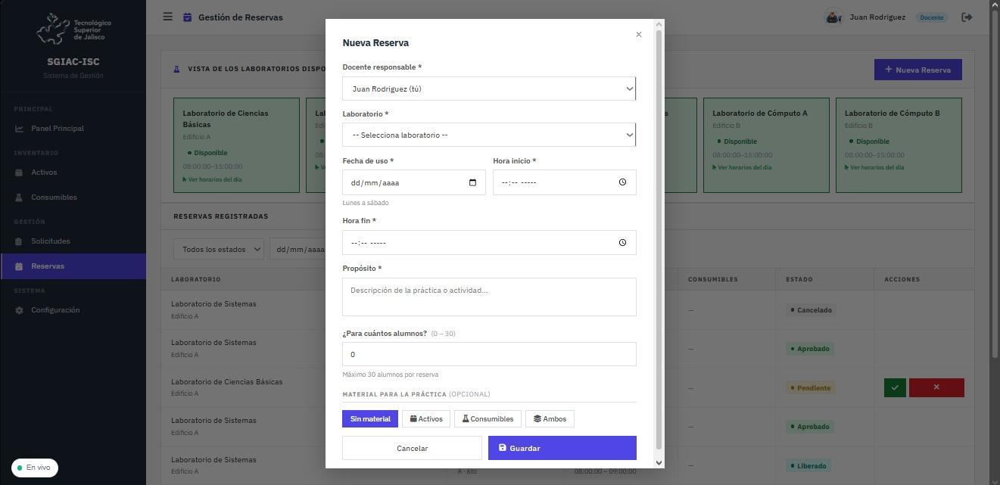 Tecnológico
Superior
de Jalisco
SGIAC-ISC
Sistema de Gestión
PRINCIPAL
Panel Principal
INVENTARIO
Activos
Consumibles
GESTIÓN
Solicitudes
Reservas
SISTEMA
Configuración
En vivo
Gestión de Reservas
Juan Rodriguez
Docente
VISTA DE LOS LABORATORIOS DISPO
+ Nueva Reserva
Laboratorio de Ciencias
Básicas
Edificio A
Disponible
08:00:00–15:00:00
Ver horarios del día
Laboratorio de Cómputo A
Edificio B
Disponible
08:00:00–15:00:00
Ver horarios del día
Laboratorio de Cómputo B
Edificio B
Disponible
08:00:00–15:00:00
Ver horarios del día
RESERVAS REGISTRADAS
Todos los estados
dd/mm/aaaa
LABORATORIO
CONSUMIBLES
ESTADO
ACCIONES
Laboratorio de Sistemas
Edificio A
—
Cancelado
Laboratorio de Sistemas
Edificio A
—
Aprobado
Laboratorio de Ciencias Básicas
Edificio A
—
Pendiente
Laboratorio de Sistemas
Edificio A
—
Aprobado
Laboratorio de Sistemas
Edificio A
A - 6to
08:00:00 – 09:00:00
—
Liberado
Nueva Reserva
×
Docente responsable *
Juan Rodriguez (tú)
Laboratorio *
-- Selecciona laboratorio --
Fecha de uso *
Hora inicio *
dd/mm/aaaa
--:-- -----
Lunes a sábado
Hora fin *
--:-- -----
Propósito *
Descripción de la práctica o actividad...
¿Para cuántos alumnos? (0 – 30)
0
Máximo 30 alumnos por reserva
MATERIAL PARA LA PRÁCTICA (OPCIONAL)
Sin material
Activos
Consumibles
Ambos
Cancelar
Guardar